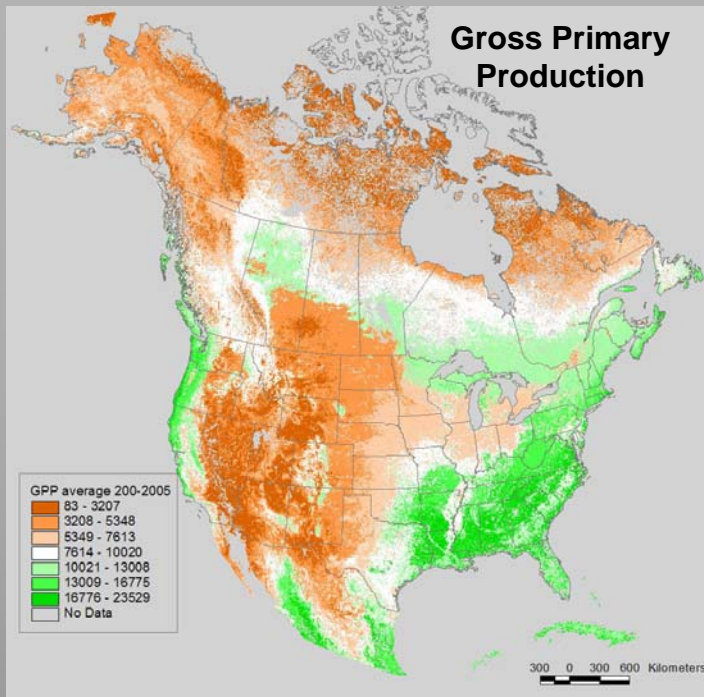 Gross Primary
Production
GPP average 200-2005
83 - 3207
3208 - 5348
5349 - 7613
7614 - 10020
10021 - 13008
13009 - 16775
16776 - 23529
No Data
300 0 300 600 Kilometers